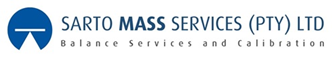 SARTO MASS SERVICES (PTY) LTD
Balance Services and Calibration